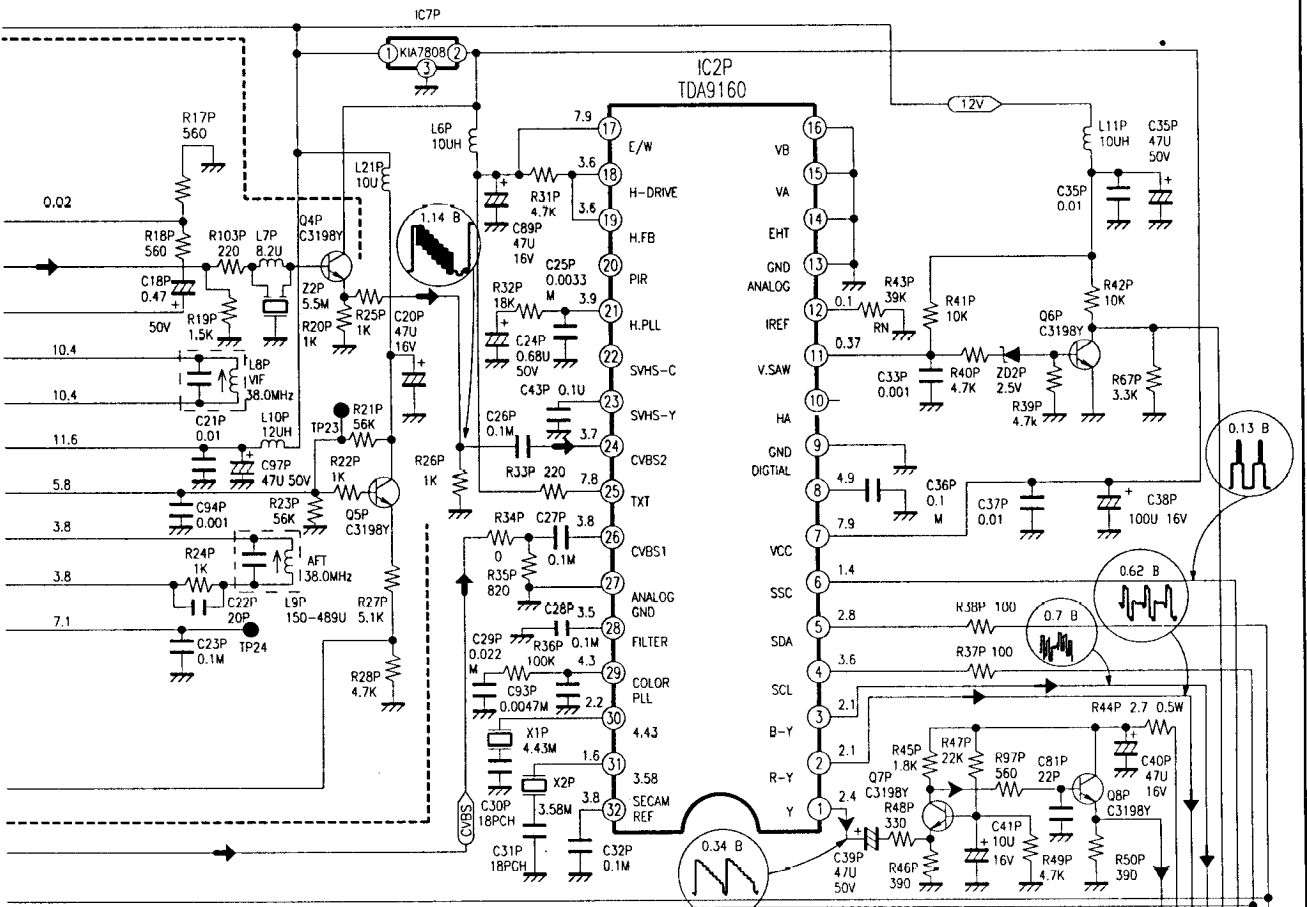 IC7P
1 KIA7808 2
3
IC2P
TDA9160
12V
R17P
560
L6P
10UH
L11P
10UH
C35P
47U
50V
C35P
0.01
L21P
10U
0.02
R18P
560
R103P
220
L7P
8.2U
Q4P
C3198Y
1.14 B
C18P
0.47
50V
R19P
1.5K
Z2P
5.5M
R20P
1K
R25P
1K
C20P
47U
16V
C89P
47U
16V
R31P
4.7K
C25P
0.0033
M
R32P
18K
C24P
0.68U
50V
C43P 0.1U
10.4
10.4
L8P
VIF
38.0MHz
C21P
0.01
L10P
12UH
11.6
C97P
47U 50V
TP23
R21P
56K
R22P
1K
5.8
C94P
0.001
R23P
56K
Q5P
C3198Y
C26P
0.1M
R26P
1K
R33P 220
3.8
R24P
1K
3.8
C22P
20P
AFT
38.0MHz
L9P
150-489U
7.1
C23P
0.1M
TP24
R27P
5.1K
R28P
4.7K
R34P
0
C27P
0.1M
R35P
820
C28P
0.1M
C29P
0.022
M
R36P
100K
C93P
0.0047M
X1P
4.43M
C30P
18PCH
X2P
3.58M
C31P
18PCH
C32P
0.1M
CVBS
7.9 17 E/W
3.6 18 H-DRIVE
3.6 19 H.FB
20 PIR
3.9 21 H.PLL
22 SVHS-C
23 SVHS-Y
3.7 24 CVBS2
7.8 25 TXT
3.8 26 CVBS1
27 ANALOG
GND
3.5 28 FILTER
4.3 29 COLOR
PLL
2.2 30 4.43
1.6 31 3.58
3.8 32 SECAM
REF
VB 16
VA 15
EHT 14
GND 13
ANALOG
IREF 12 0.1
V.SAW 11 0.37
HA 10
GND 9
DIGTIAL
8 4.9
VCC 7 7.9
SSC 6 1.4
SDA 5 2.8
SCL 4 3.6
B-Y 3 2.1
R-Y 2 2.1
Y 1 2.4
R43P
39K
RN
R41P
10K
R42P
10K
Q6P
C3198Y
C33P
0.001
R40P
4.7K
ZD2P
2.5V
R39P
4.7k
R67P
3.3K
0.13 B
C36P
0.1
M
C37P
0.01
C38P
100U 16V
0.62 B
0.7 B
R38P 100
R37P 100
R44P 2.7 0.5W
R45P
1.8K
R47P
22K
R97P
560
C81P
22P
Q7P
C3198Y
Q8P
C3198Y
C40P
47U
16V
R48P
330
C41P
10U
16V
R49P
4.7K
R50P
390
R46P
390
C39P
47U
50V
0.34 B